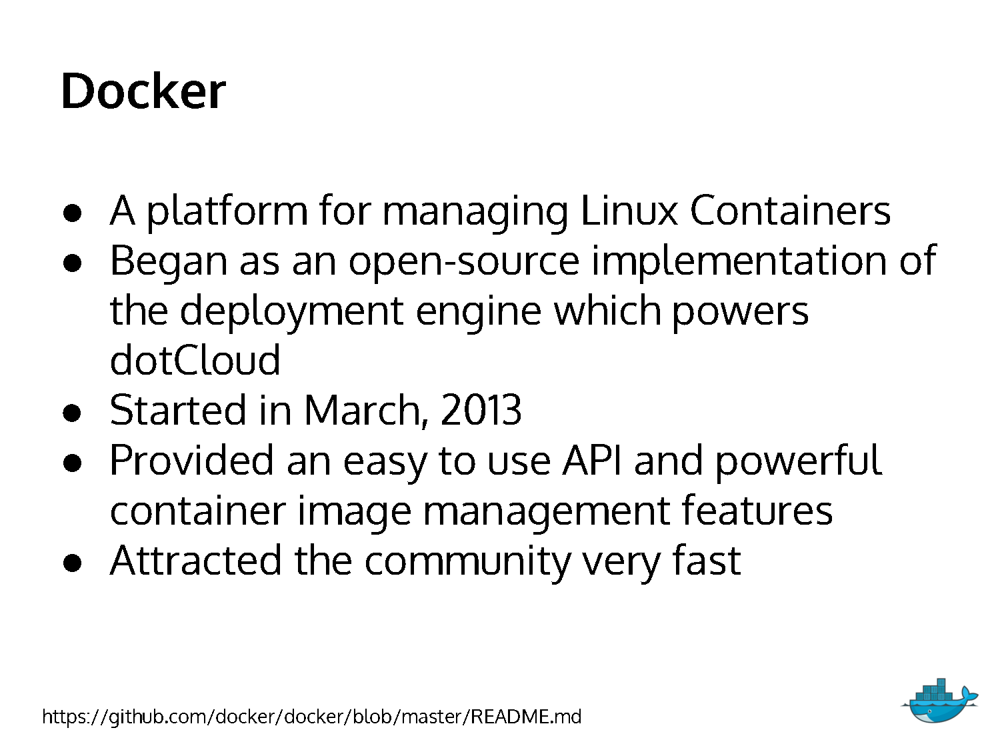 Docker
● A platform for managing Linux Containers
● Began as an open-source implementation of
the deployment engine which powers
dotCloud
● Started in March, 2013
● Provided an easy to use API and powerful
container image management features
● Attracted the community very fast
https://github.com/docker/docker/blob/master/README.md